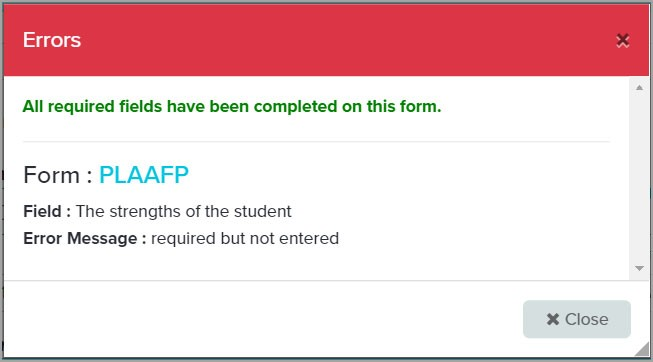 Errors
All required fields have been completed on this form.
Form : PLAAFP
Field : The strengths of the student
Error Message : required but not entered
✖ Close